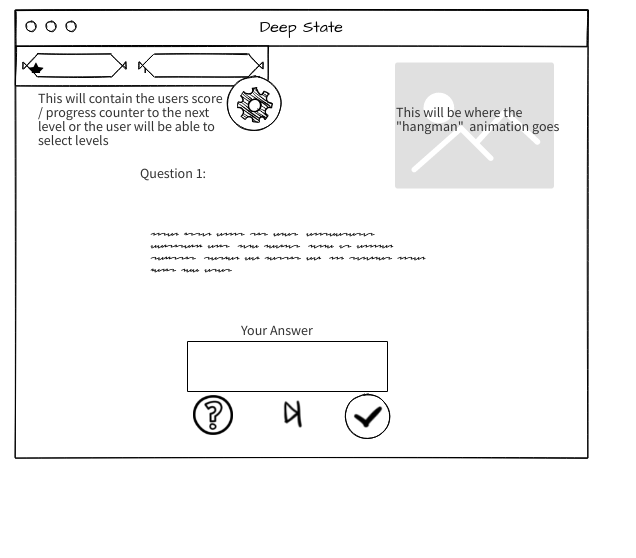 Deep State
This will contain the users score
/ progress counter to the next
level or the user will be able to
select levels
This will be where the
"hangman" animation goes
Question 1:
Your Answer
?